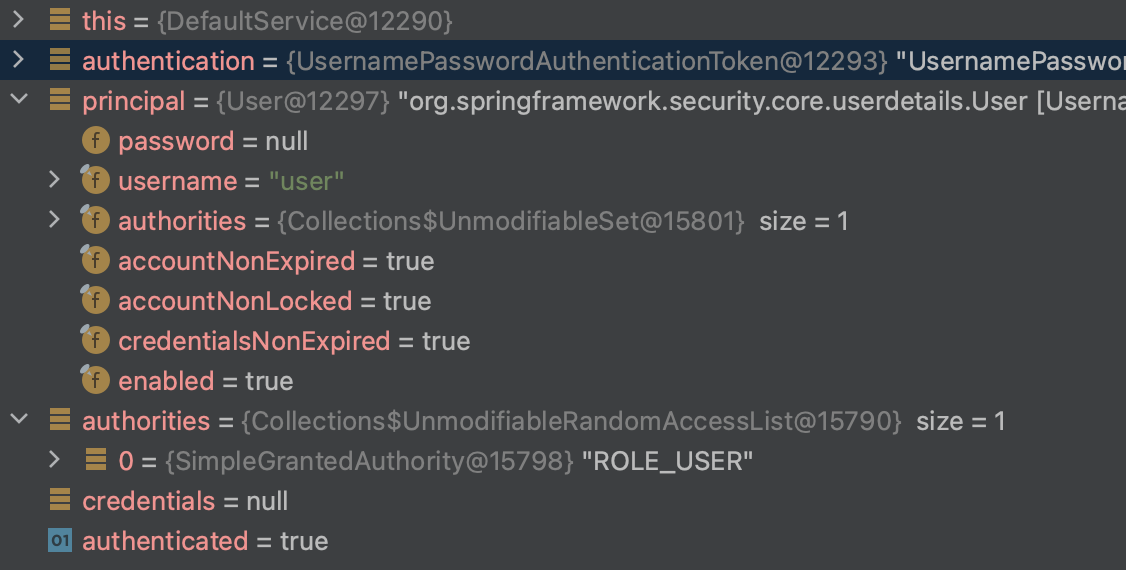 this = {DefaultService@12290}
authentication = {UsernamePasswordAuthenticationToken@12293} "UsernamePasswor
principal = {User@12297} "org.springframework.security.core.userdetails.User [Userna
f password = null
f username = "user"
f authorities = {Collections$UnmodifiableSet@15801} size = 1
f accountNonExpired = true
f accountNonLocked = true
f credentialsNonExpired = true
f enabled = true
authorities = {Collections$UnmodifiableRandomAccessList@15790} size = 1
0 = {SimpleGrantedAuthority@15798} "ROLE_USER"
credentials = null
01 authenticated = true